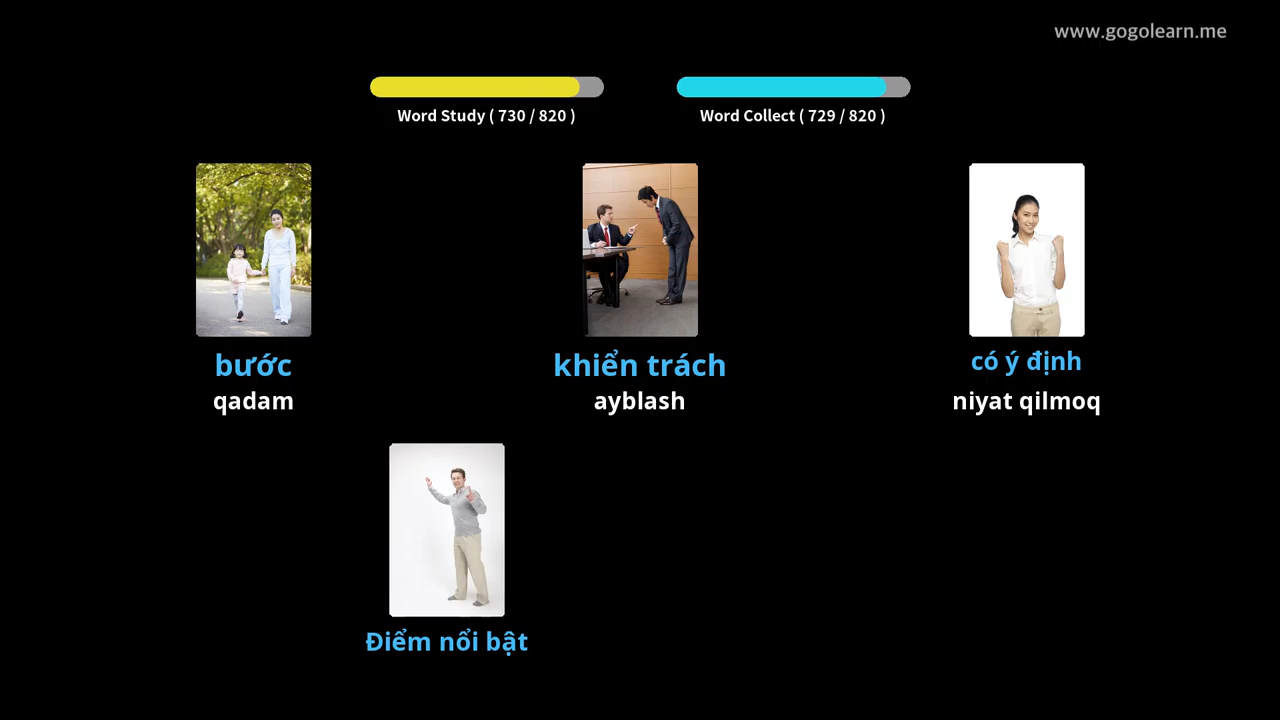 www.gogolearn.me
Word Study ( 730 / 820 )
Word Collect ( 729 / 820 )
bước
qadam
khiển trách
ayblash
có ý định
niyat qilmoq
Điểm nổi bật